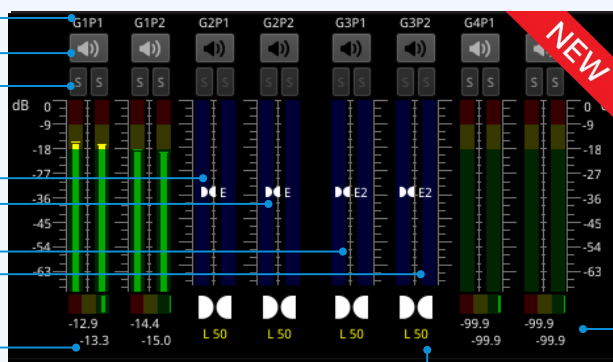 G1P1 G1P2 G2P1 G2P2 G3P1 G3P2 G4P1
NEW
S S S S S S S S S S S S S S S S
dB 0 0
-9 -9
-18 -18
-27 -27
-36 E E E2 E2 -36
-45 -45
-54 -54
-63 -63
-12.9 -14.4 L 50 L 50 L 50 L 50 -99.9 -99.9
-13.3 -15.0 -99.9 -99.9